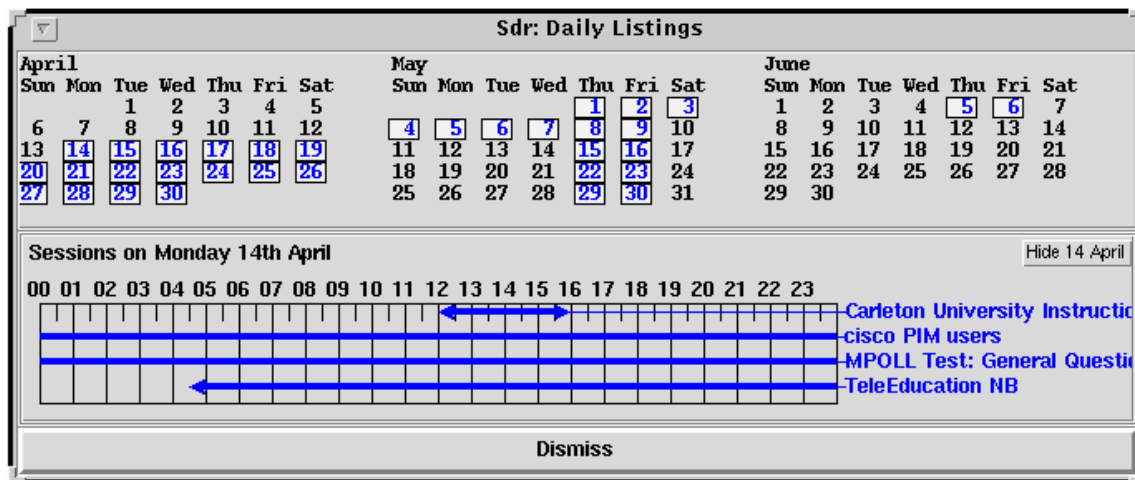 Sdr: Daily Listings
April
Sun Mon Tue Wed Thu Fri Sat
1 2 3 4 5
6 7 8 9 10 11 12
13 14 15 16 17 18 19
20 21 22 23 24 25 26
27 28 29 30
May
Sun Mon Tue Wed Thu Fri Sat
1 2 3
4 5 6 7 8 9 10
11 12 13 14 15 16 17
18 19 20 21 22 23 24
25 26 27 28 29 30 31
June
Sun Mon Tue Wed Thu Fri Sat
1 2 3 4 5 6 7
8 9 10 11 12 13 14
15 16 17 18 19 20 21
22 23 24 25 26 27 28
29 30
Sessions on Monday 14th April
Hide 14 April
00 01 02 03 04 05 06 07 08 09 10 11 12 13 14 15 16 17 18 19 20 21 22 23
Carleton University Instructio
cisco PIM users
MPOLL Test: General Questio
TeleEducation NB
Dismiss